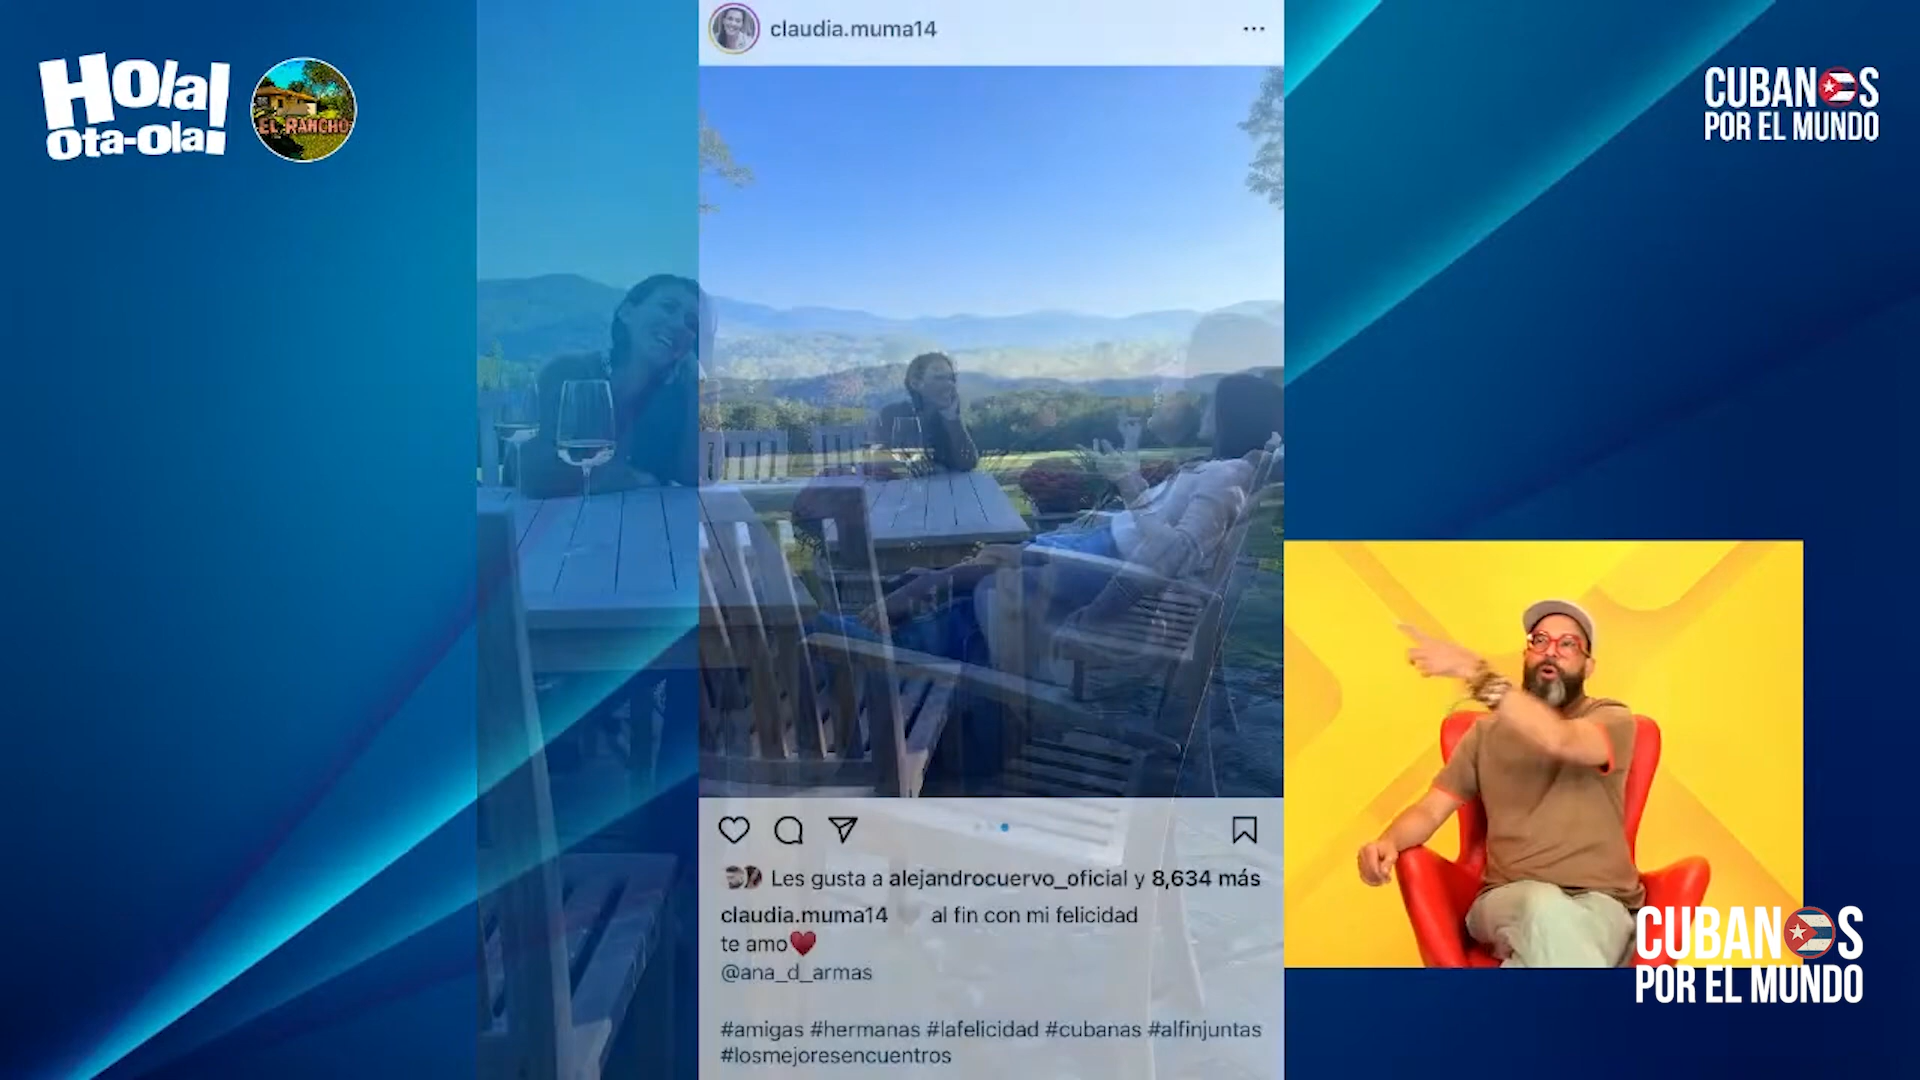 Hola!
Ota-Ola!
EL RANCHO
claudia.muma14
CUBANOS
POR EL MUNDO
Les gusta a alejandrocuervo_oficial y 8,634 más
claudia.muma14 al fin con mi felicidad
te amo❤️
@ana_d_armas
#amigas #hermanas #lafelicidad #cubanas #alfinjuntas
#losmejoresencuentros
CUBANOS
POR EL MUNDO